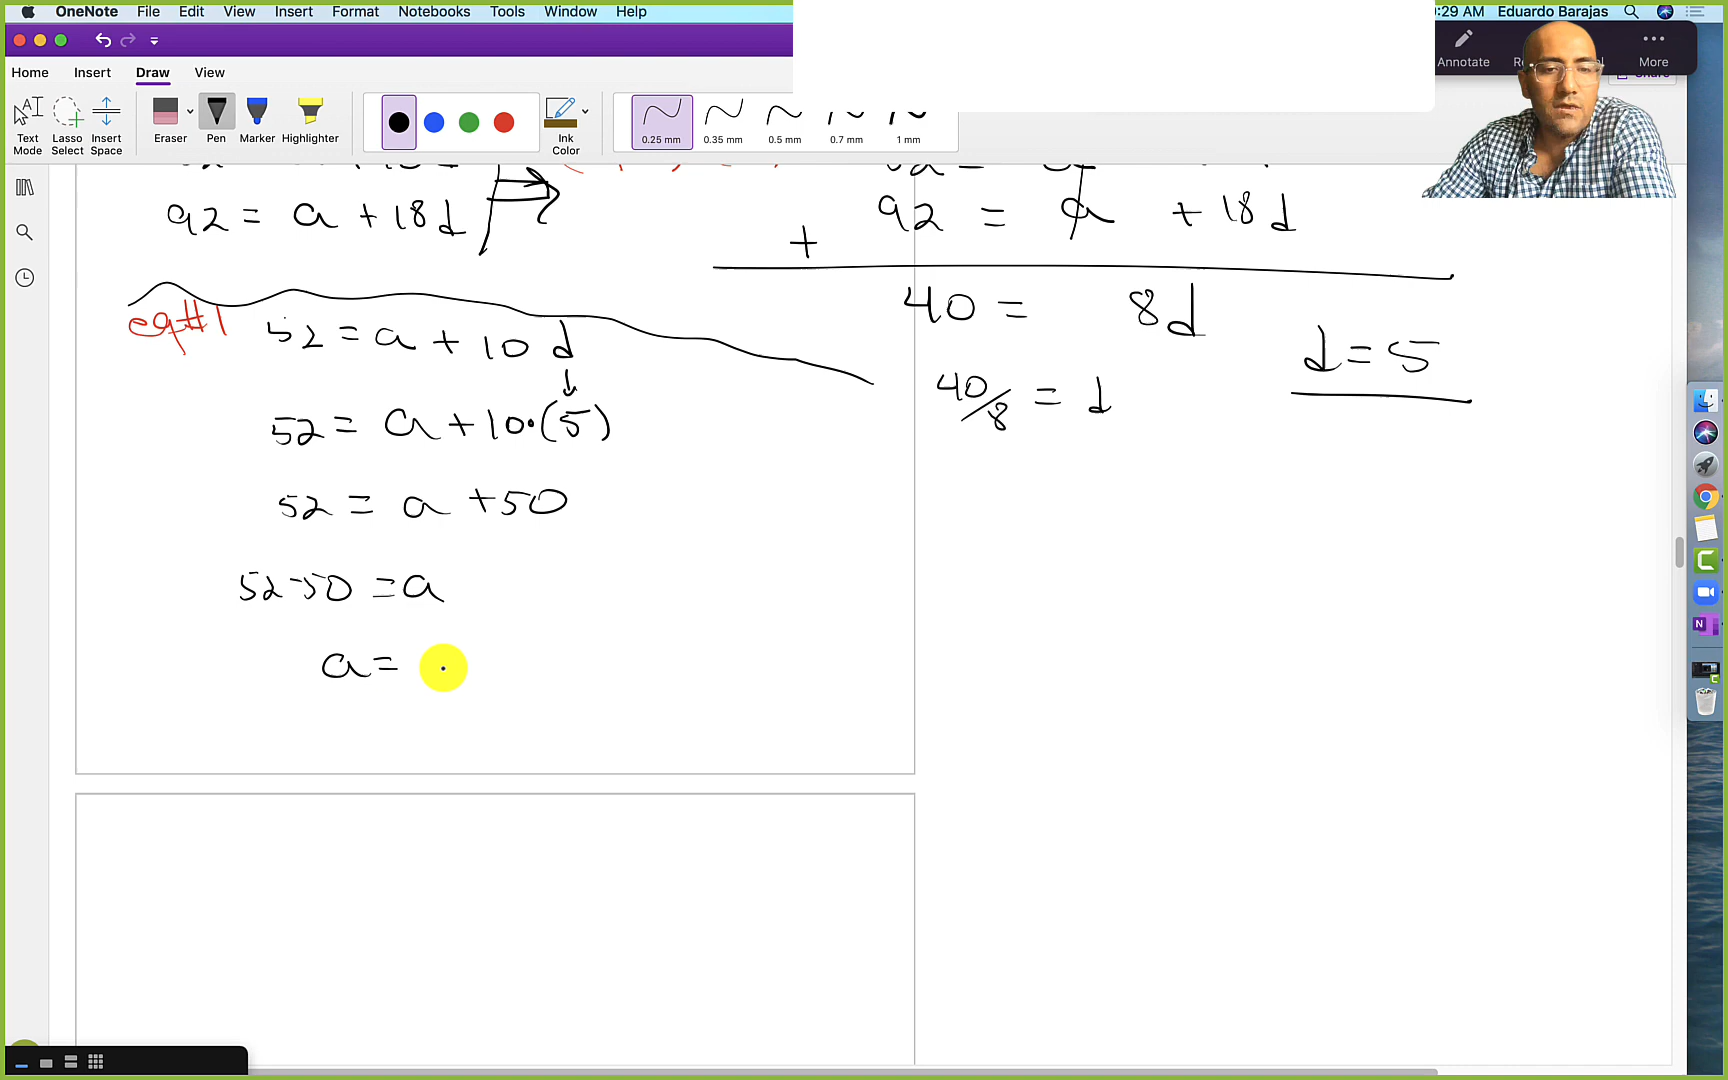 OneNote File Edit View Insert Format Notebooks Tools Window Help
:29 AM Eduardo Barajas
Home Insert Draw View
Annotate More
Share
Text Mode
Lasso Select
Insert Space
Eraser
Pen
Marker
Highlighter
Ink Color
0.25 mm 0.35 mm 0.5 mm 0.7 mm 1 mm
92 = a + 18d
eq#1 52 = a + 10 d
52 = a + 10·(5)
52 = a + 50
52-50 = a
a =
92 = a + 18d
+
40 = 8d
40/8 = d
d = 5